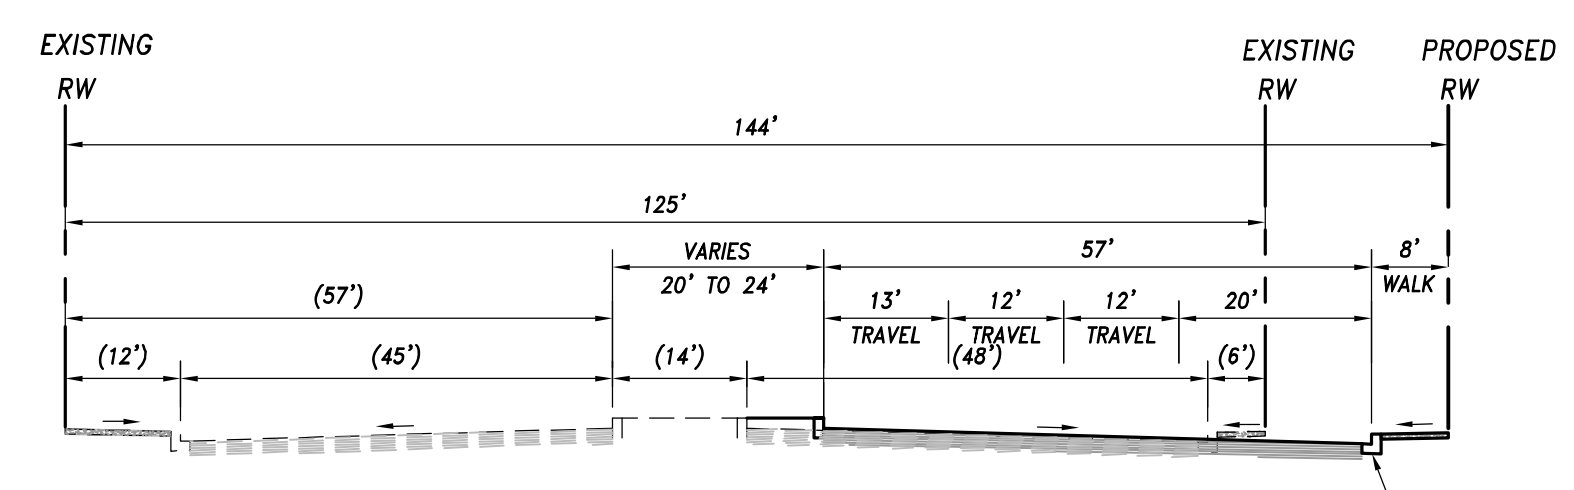 EXISTING
RW
EXISTING
RW
PROPOSED
RW
144'
125'
VARIES
20' TO 24'
57'
8'
WALK
(57')
13'
TRAVEL
12'
TRAVEL
12'
TRAVEL
20'
(12')
(45')
(14')
(48')
(6')